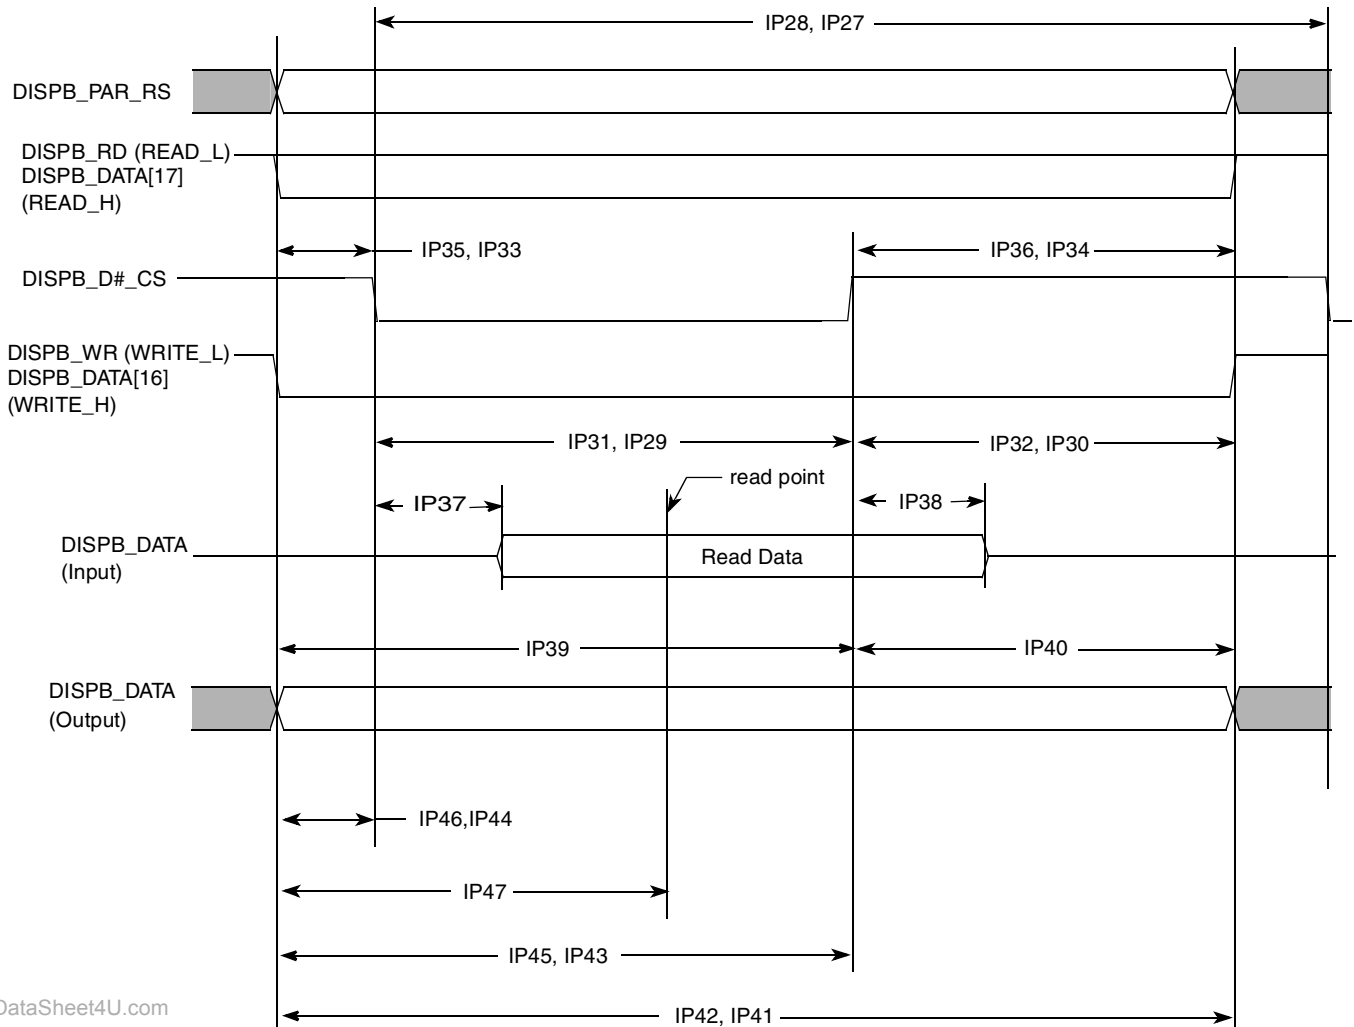 IP28, IP27
DISPB_PAR_RS
DISPB_RD (READ_L)
DISPB_DATA[17]
(READ_H)
IP35, IP33
IP36, IP34
DISPB_D#_CS
DISPB_WR (WRITE_L)
DISPB_DATA[16]
(WRITE_H)
IP31, IP29
IP32, IP30
read point
IP37
IP38
DISPB_DATA
(Input)
Read Data
IP39
IP40
DISPB_DATA
(Output)
IP46,IP44
IP47
IP45, IP43
DataSheet4U.com
IP42, IP41